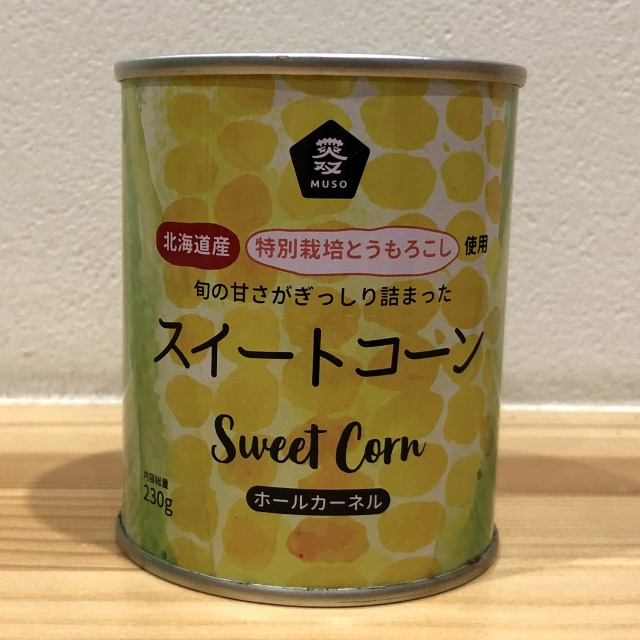 㷡双
MUSO
北海道産 特別栽培とうもろこし 使用
旬の甘さがぎっしり詰まった
スイートコーン
Sweet Corn
内容総量
230g
ホールカーネル